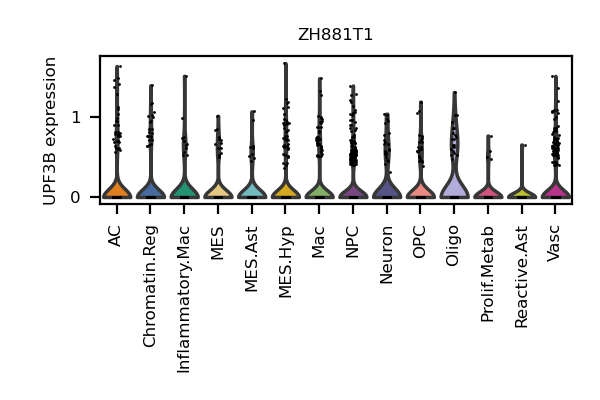 ZH881T1
UPF3B expression
1
0
AC
Chromatin.Reg
Inflammatory.Mac
MES
MES.Ast
MES.Hyp
Mac
NPC
Neuron
OPC
Oligo
Prolif.Metab
Reactive.Ast
Vasc